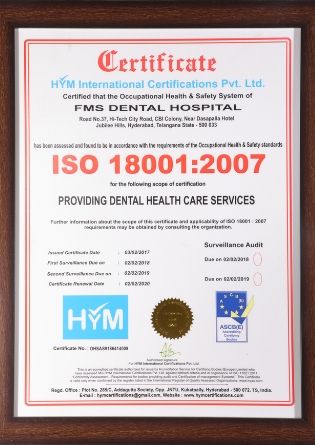 Certificate
HYM International Certifications Pvt. Ltd.
Certified that the Occupational Health & Safety System of
FMS DENTAL HOSPITAL
Road No.37, Hi-Tech City Road, CBI Colony, Near Dasapalla Hotel
Jubilee Hills, Hyderabad, Telangana State - 500 033
has been assessed and found to be in accordance with the requirements of the Occupational Health & Safety standards
ISO 18001:2007
for the following scope of certification
PROVIDING DENTAL HEALTH CARE SERVICES
Further information about the scope of this certificate and applicability of ISO 18001 : 2007
requirements may be obtained by consulting the organization.
Surveillance Audit
Issued Certificate Date : 03/02/2017
First Surveillance Due on : 02/02/2018
Due on 02/02/2018
Second Surveillance Due on : 02/02/2019
Certificate Renewal Date : 02/02/2020
Due on 02/02/2019
HYM
ASCB(E)
Accrediting
Certifying
Bodies
Certificate No. :
Authorised signature
For HYM International Certifications Pvt. Ltd.
Regd. Office : Plot No. 285/C, Addagutta Society, Opp. JNTU, Kukatpally, Hyderabad - 500 072. TS, India.
E-mail : hymcertifications@gmail.com, Website : www.hymcertifications.com